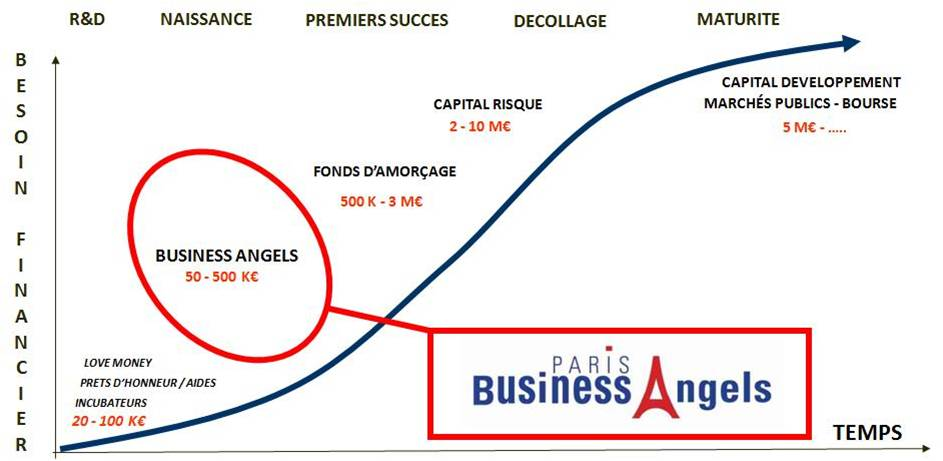 R&D NAISSANCE PREMIERS SUCCES DECOLLAGE MATURITE
BESOIN FINANCIER
CAPITAL DEVELOPPEMENT
MARCHÉS PUBLICS - BOURSE
5 M€ - .....
CAPITAL RISQUE
2 - 10 M€
FONDS D’AMORÇAGE
500 K - 3 M€
BUSINESS ANGELS
50 - 500 K€
LOVE MONEY
PRETS D’HONNEUR / AIDES
INCUBATEURS
20 - 100 K€
PARIS
Business Angels
TEMPS